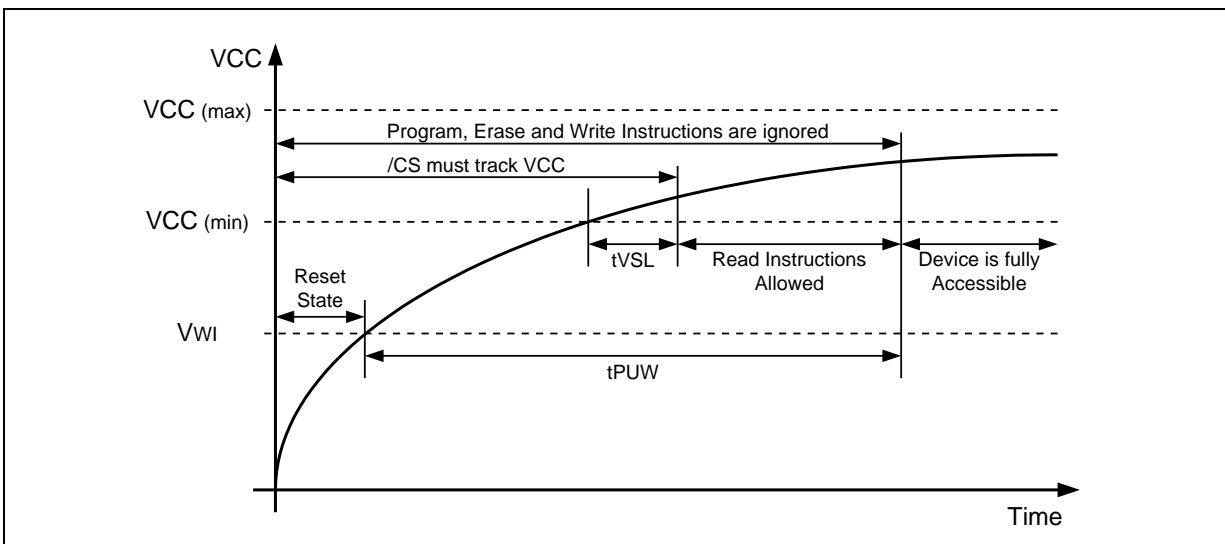 VCC
VCC (max)
Program, Erase and Write Instructions are ignored
/CS must track VCC
VCC (min)
tVSL
Read Instructions
Allowed
Device is fully
Accessible
Reset
State
VWI
tPUW
Time